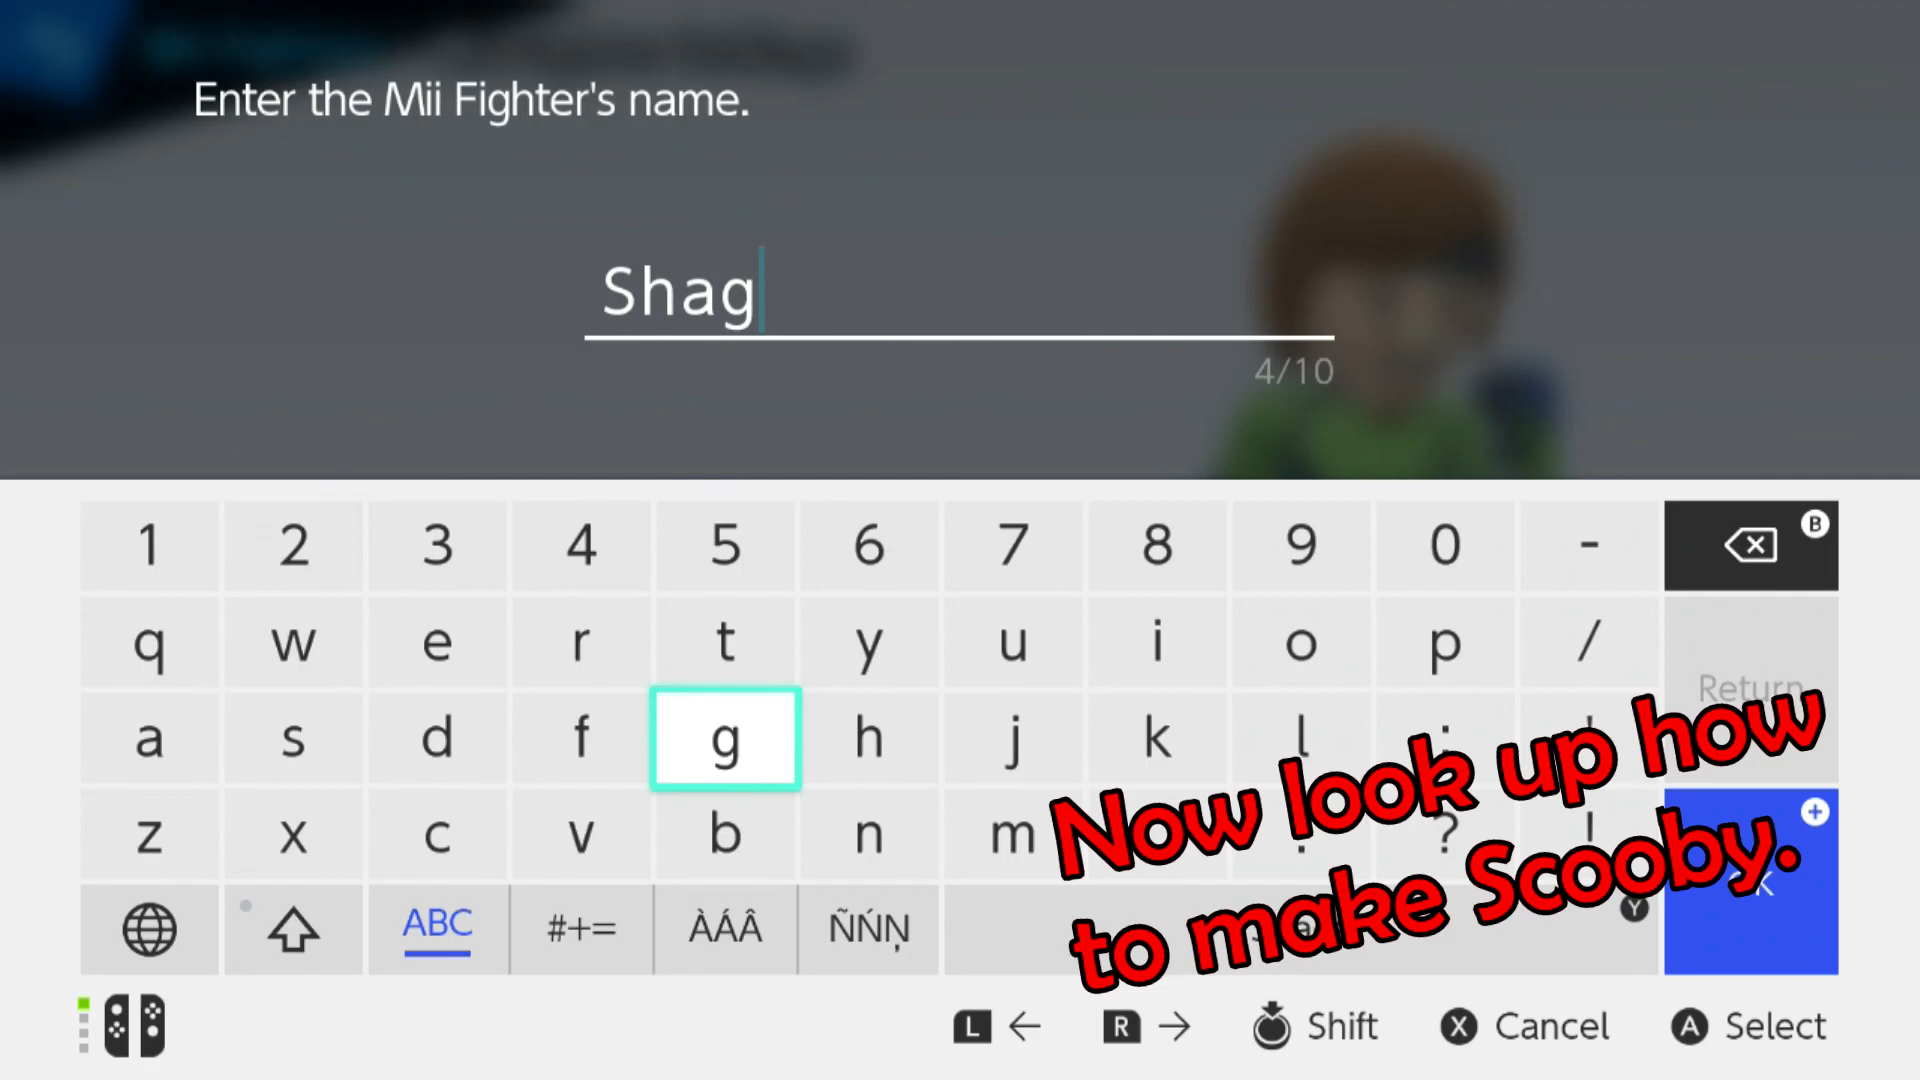 Enter the Mii Fighter's name.
Shag
4/10
1 2 3 4 5 6 7 8 9 0 - B
q w e r t y u i o p /
Return
a s d f g h j k l : '
z x c v b n m ? ! +
ABC #+= ÀÁÂ ÑŃŅ Y
Now look up how
to make Scooby.
L ← R → Shift X Cancel A Select